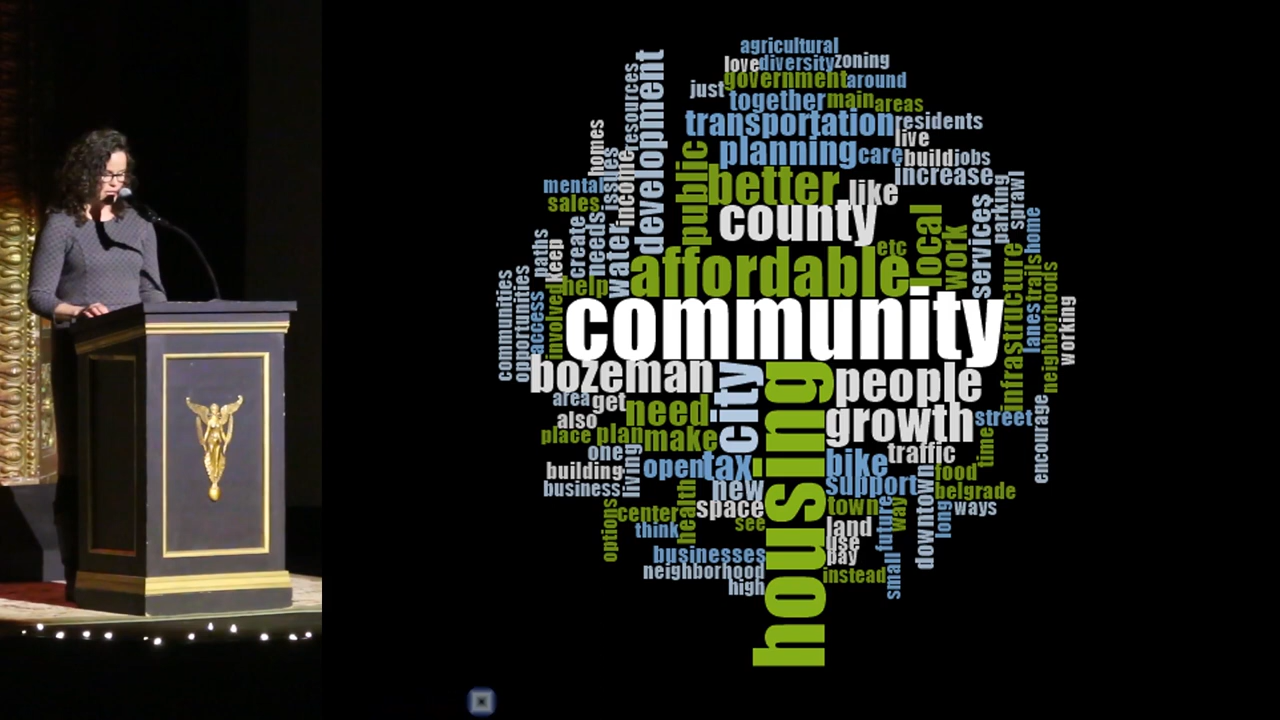 agricultural
love diversity zoning
government around
just together main areas
transportation residents
live
planning care build jobs
increase
resources
development
homes
issues
income
public
better like
county
mental
sales
create
needs
water
paths
keep
etc
local
work
services
parking
sprawl
home
help
affordable
communities
opportunities
access
involved
community
infrastructure
lanes trails
neighborhoods
working
bozeman
city
housing
people
area get need
growth street
also
place plan make
time
encourage
one
living
traffic
building
business
open tax
bike
support
food
belgrade
new
space
health
options
center
think
see
town
way
future
downtown
long ways
land
use
pay
businesses
neighborhood
high
instead
small